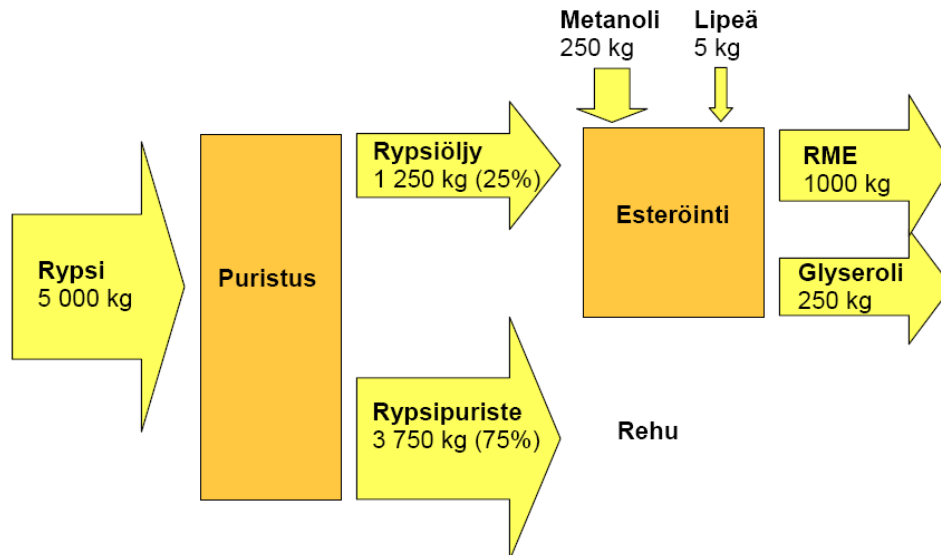 Metanoli
250 kg
Lipeä
5 kg
Rypsi
5 000 kg
Puristus
Rypsiöljy
1 250 kg (25%)
Esteröinti
RME
1000 kg
Glyseroli
250 kg
Rypsipuriste
3 750 kg (75%)
Rehu